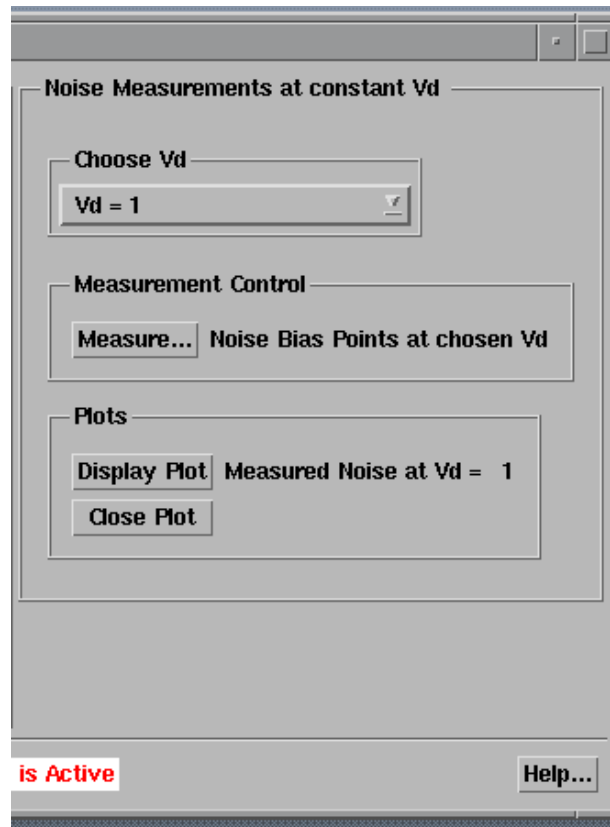 Noise Measurements at constant Vd
Choose Vd
Vd = 1
Measurement Control
Measure... Noise Bias Points at chosen Vd
Plots
Display Plot Measured Noise at Vd = 1
Close Plot
is Active
Help...